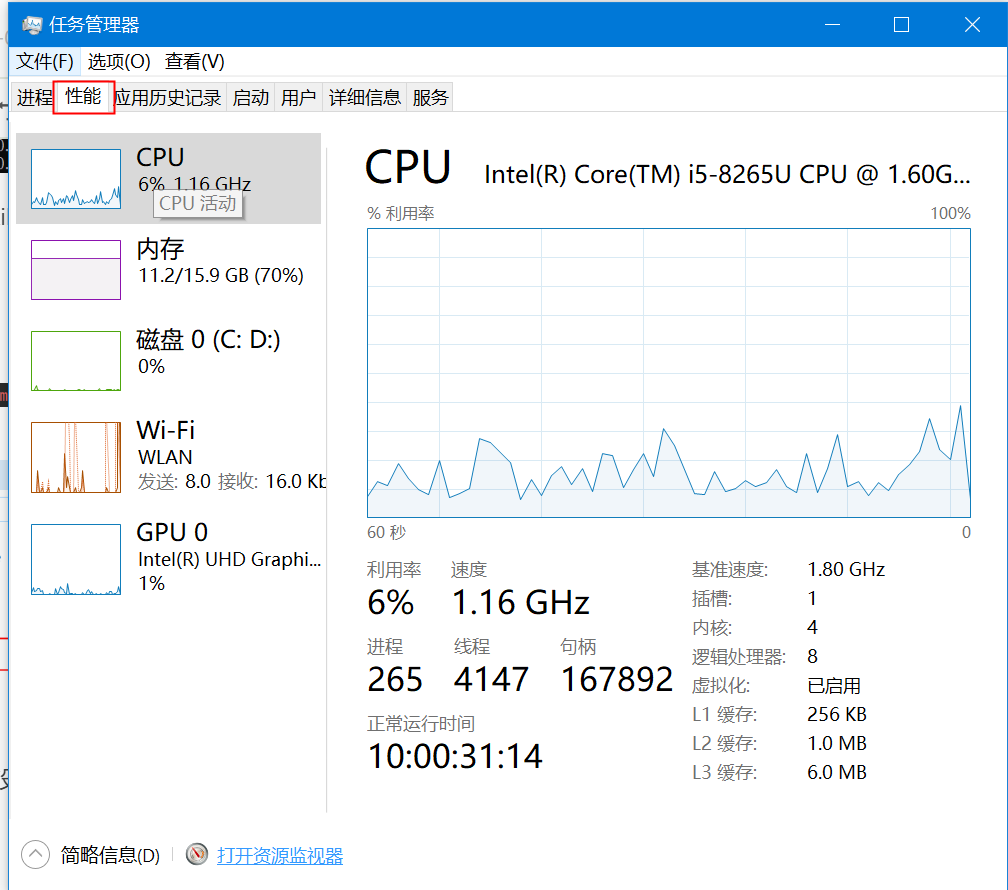 任务管理器
文件(F) 选项(O) 查看(V)
进程 性能 应用历史记录 启动 用户 详细信息 服务
CPU
6% 1.16 GHz
CPU 活动
内存
11.2/15.9 GB (70%)
磁盘 0 (C: D:)
0%
Wi-Fi
WLAN
发送: 8.0 接收: 16.0 Kb
GPU 0
Intel(R) UHD Graphi...
1%
CPU Intel(R) Core(TM) i5-8265U CPU @ 1.60G...
% 利用率 100%
60 秒 0
利用率 速度
6% 1.16 GHz
进程 线程 句柄
265 4147 167892
正常运行时间
10:00:31:14
基准速度: 1.80 GHz
插槽: 1
内核: 4
逻辑处理器: 8
虚拟化: 已启用
L1 缓存: 256 KB
L2 缓存: 1.0 MB
L3 缓存: 6.0 MB
简略信息(D) 打开资源监视器